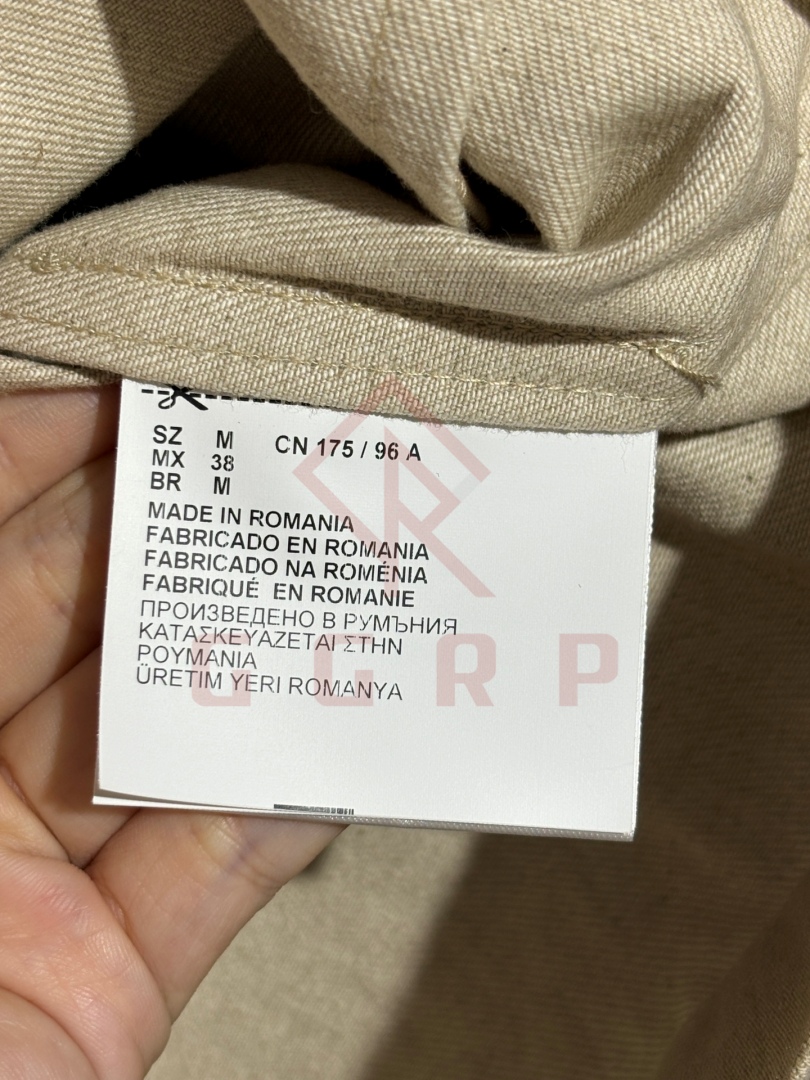 SZ M CN 175 / 96 A
MX 38
BR M
MADE IN ROMANIA
FABRICADO EN ROMANIA
FABRICADO NA ROMÉNIA
FABRIQUÉ EN ROMANIE
ПРОИЗВЕДЕНО В РУМЪНИЯ
ΚΑΤΑΣΚΕΥΑΖΕΤΑΙ ΣΤΗΝ
ΡΟΥΜΑΝΙΑ
ÜRETIM YERI ROMANYA
GGRP